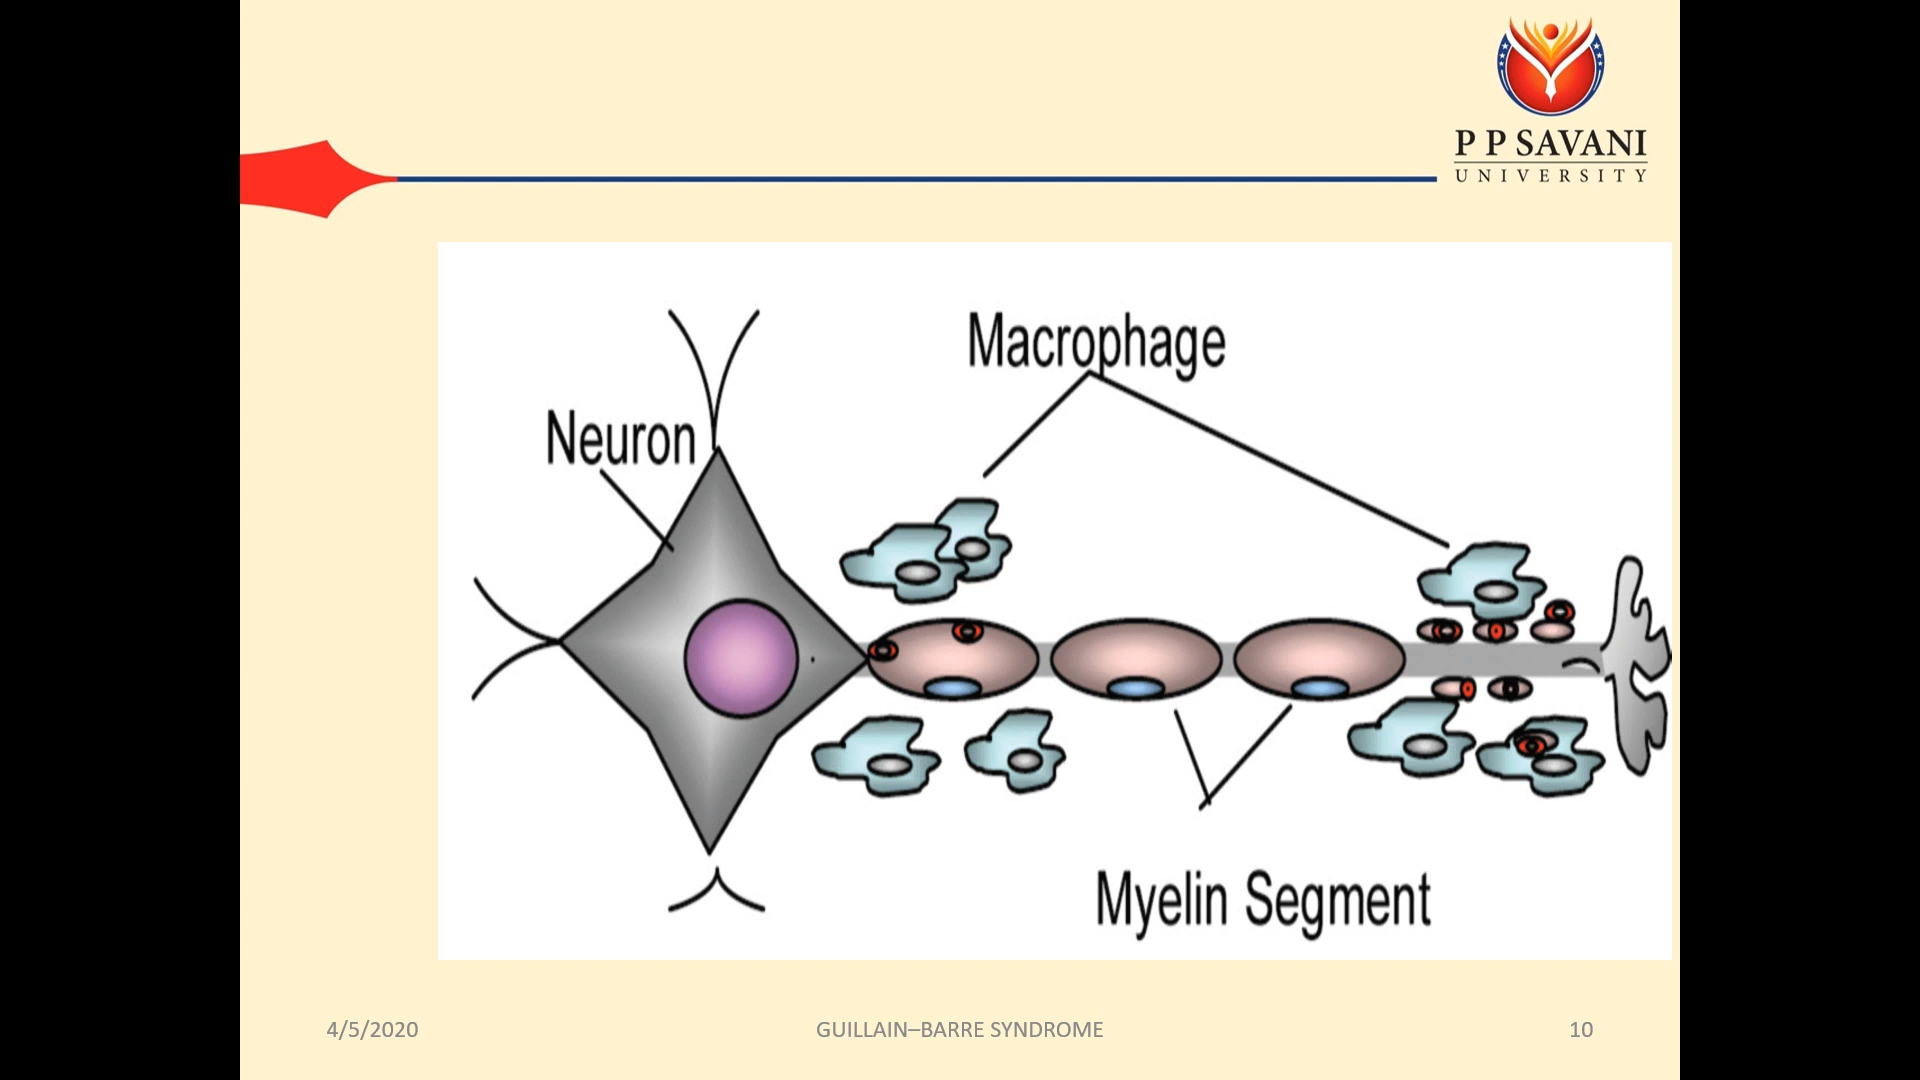 P P SAVANI
UNIVERSITY
Macrophage
Neuron
Myelin Segment
4/5/2020
GUILLAIN–BARRE SYNDROME
10